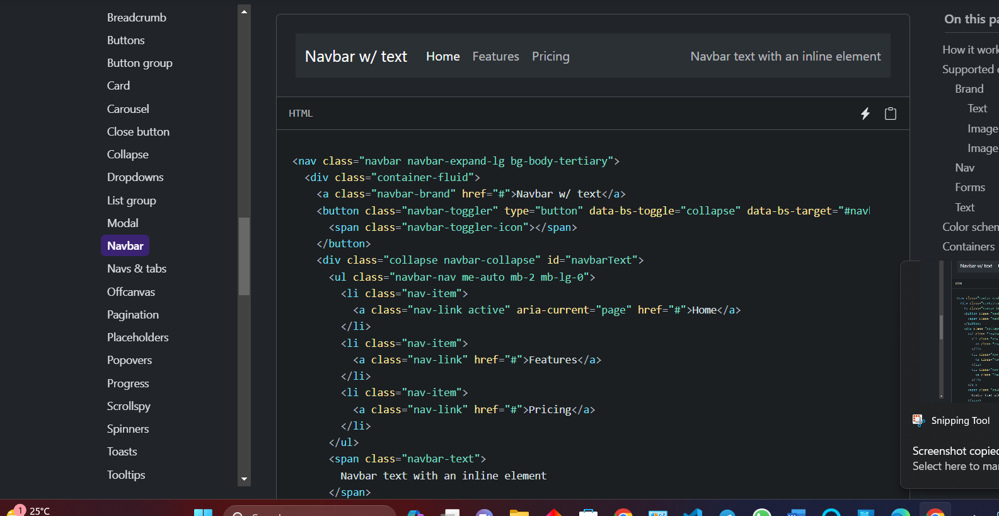 Breadcrumb
Buttons
Button group
Card
Carousel
Close button
Collapse
Dropdowns
List group
Modal
Navbar
Navs & tabs
Offcanvas
Pagination
Placeholders
Popovers
Progress
Scrollspy
Spinners
Toasts
Tooltips
Navbar w/ text Home Features Pricing Navbar text with an inline element
HTML
<nav class="navbar navbar-expand-lg bg-body-tertiary">
<div class="container-fluid">
<a class="navbar-brand" href="#">Navbar w/ text</a>
<button class="navbar-toggler" type="button" data-bs-toggle="collapse" data-bs-target="#navl
<span class="navbar-toggler-icon"></span>
</button>
<div class="collapse navbar-collapse" id="navbarText">
<ul class="navbar-nav me-auto mb-2 mb-lg-0">
<li class="nav-item">
<a class="nav-link active" aria-current="page" href="#">Home</a>
</li>
<li class="nav-item">
<a class="nav-link" href="#">Features</a>
</li>
<li class="nav-item">
<a class="nav-link" href="#">Pricing</a>
</li>
</ul>
<span class="navbar-text">
Navbar text with an inline element
</span>
On this pa
How it work
Supported
Brand
Text
Image
Image
Nav
Forms
Text
Color schem
Containers
Navbar w/ text
HTML
Snipping Tool
Screenshot copied
Select here to mar
1 25°C